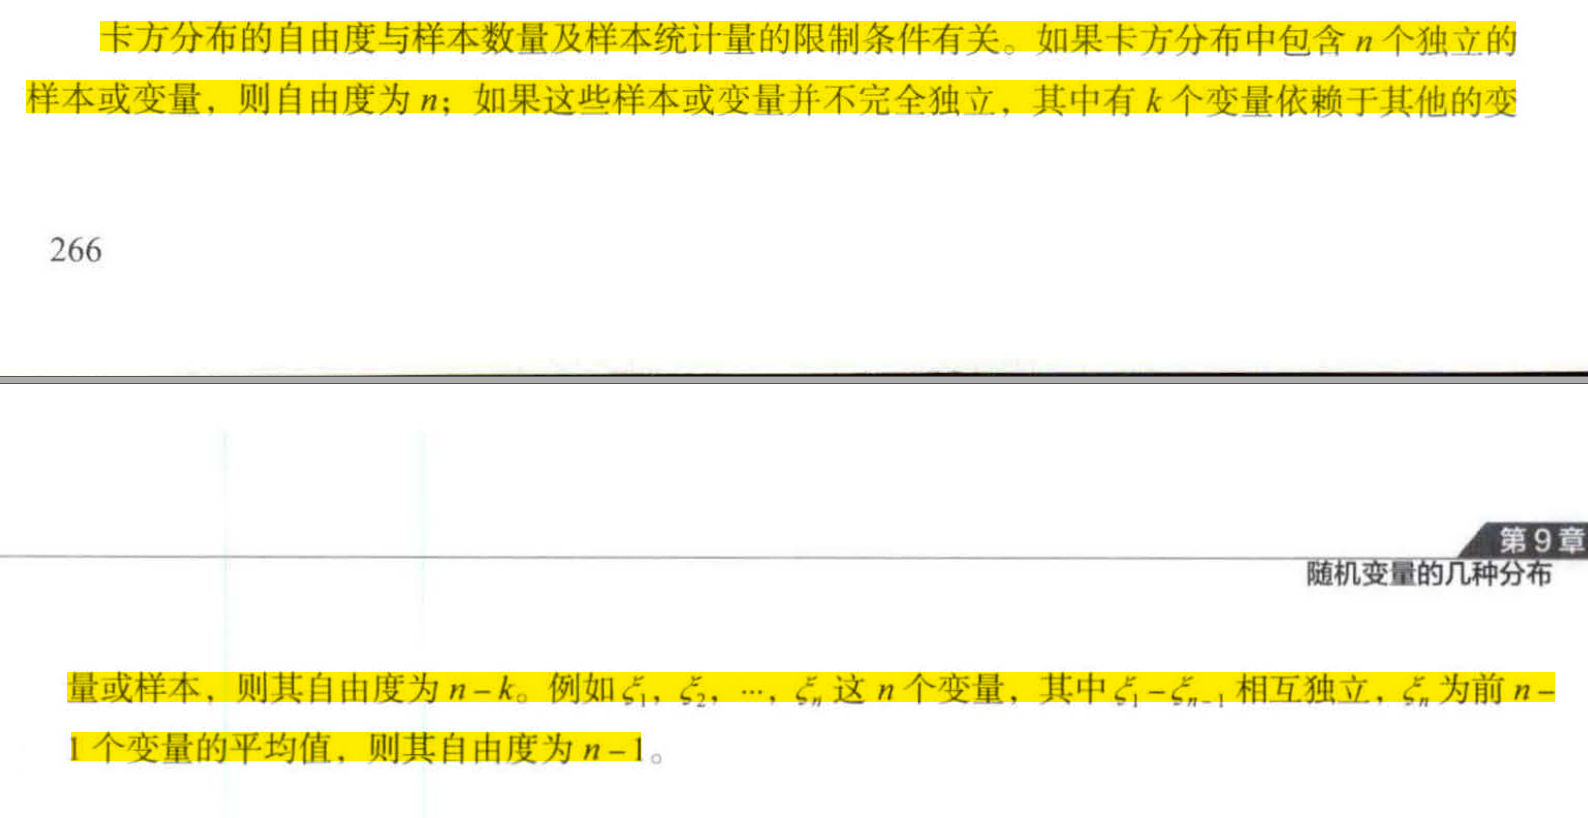 卡方分布的自由度与样本数量及样本统计量的限制条件有关。如果卡方分布中包含 n 个独立的
样本或变量，则自由度为 n；如果这些样本或变量并不完全独立，其中有 k 个变量依赖于其他的变
266
第 9 章
随机变量的几种分布
量或样本，则其自由度为 n－k。例如 ξ₁，ξ₂，…，ξₙ 这 n 个变量，其中 ξ₁－ξₙ₋₁ 相互独立，ξₙ 为前 n－
1 个变量的平均值，则其自由度为 n－1。